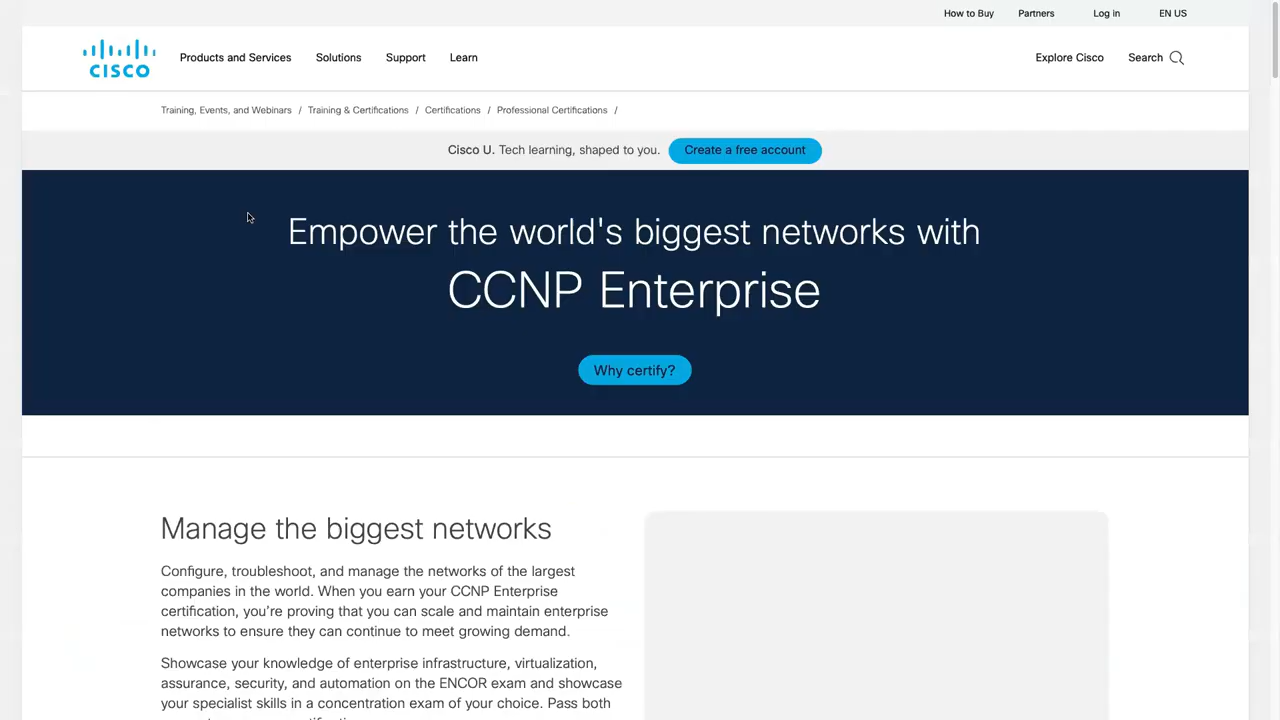 How to Buy Partners Log in EN US
CISCO
Products and Services Solutions Support Learn Explore Cisco Search
Training, Events, and Webinars / Training & Certifications / Certifications / Professional Certifications /
Cisco U. Tech learning, shaped to you. Create a free account
Empower the world's biggest networks with
CCNP Enterprise
Why certify?
Manage the biggest networks
Configure, troubleshoot, and manage the networks of the largest
companies in the world. When you earn your CCNP Enterprise
certification, you're proving that you can scale and maintain enterprise
networks to ensure they can continue to meet growing demand.
Showcase your knowledge of enterprise infrastructure, virtualization,
assurance, security, and automation on the ENCOR exam and showcase
your specialist skills in a concentration exam of your choice. Pass both